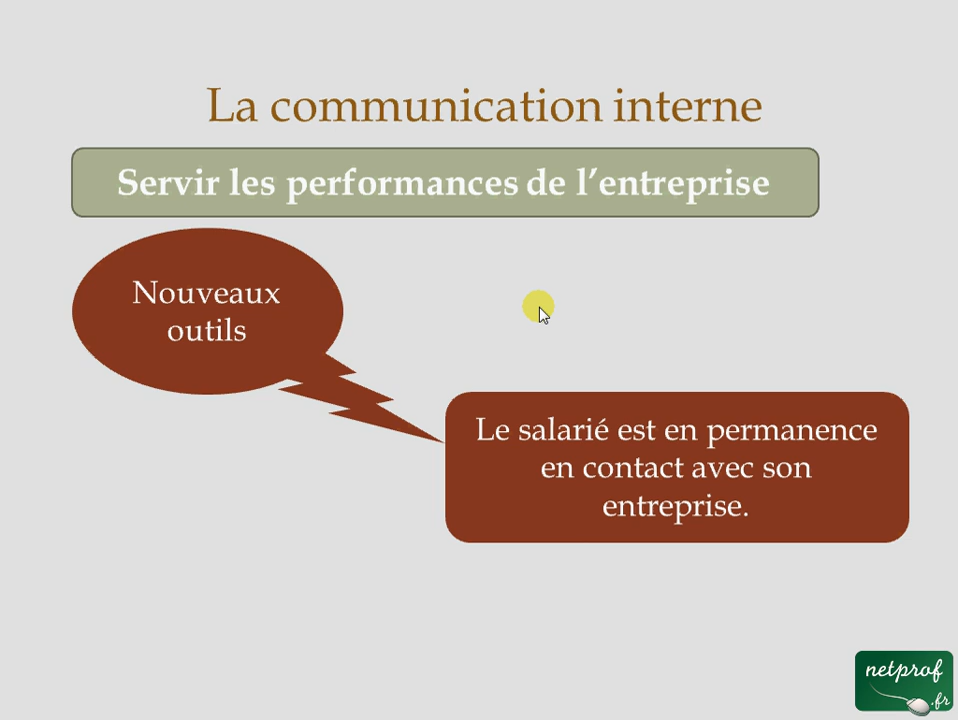 La communication interne
Servir les performances de l’entreprise
Nouveaux
outils
Le salarié est en permanence
en contact avec son
entreprise.
netprof
.fr